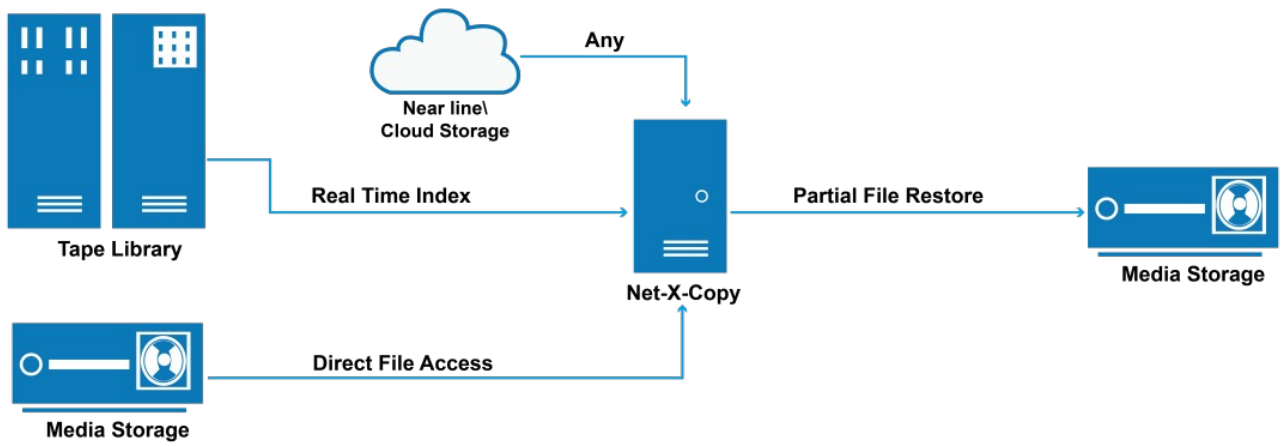 Any
Near line\
Cloud Storage
Real Time Index
Partial File Restore
Tape Library
Media Storage
Net-X-Copy
Direct File Access
Media Storage